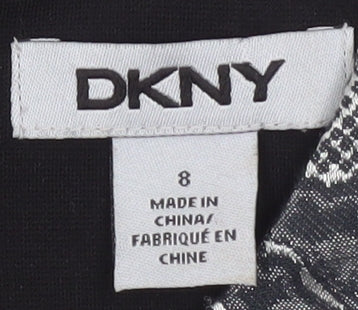 DKNY
8
MADE IN
CHINA/
FABRIQUÉ EN
CHINE